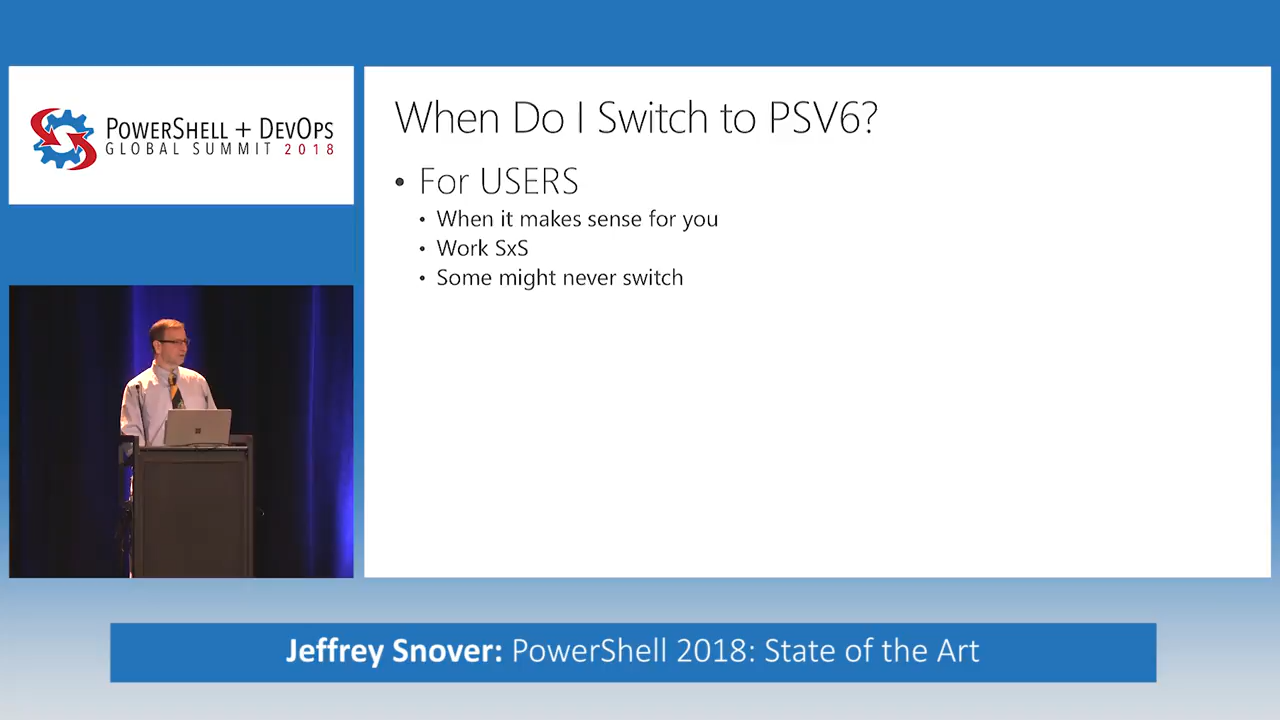 POWERSHELL + DEVOPS
GLOBAL SUMMIT 2018
When Do I Switch to PSV6?
• For USERS
• When it makes sense for you
• Work SxS
• Some might never switch
Jeffrey Snover: PowerShell 2018: State of the Art